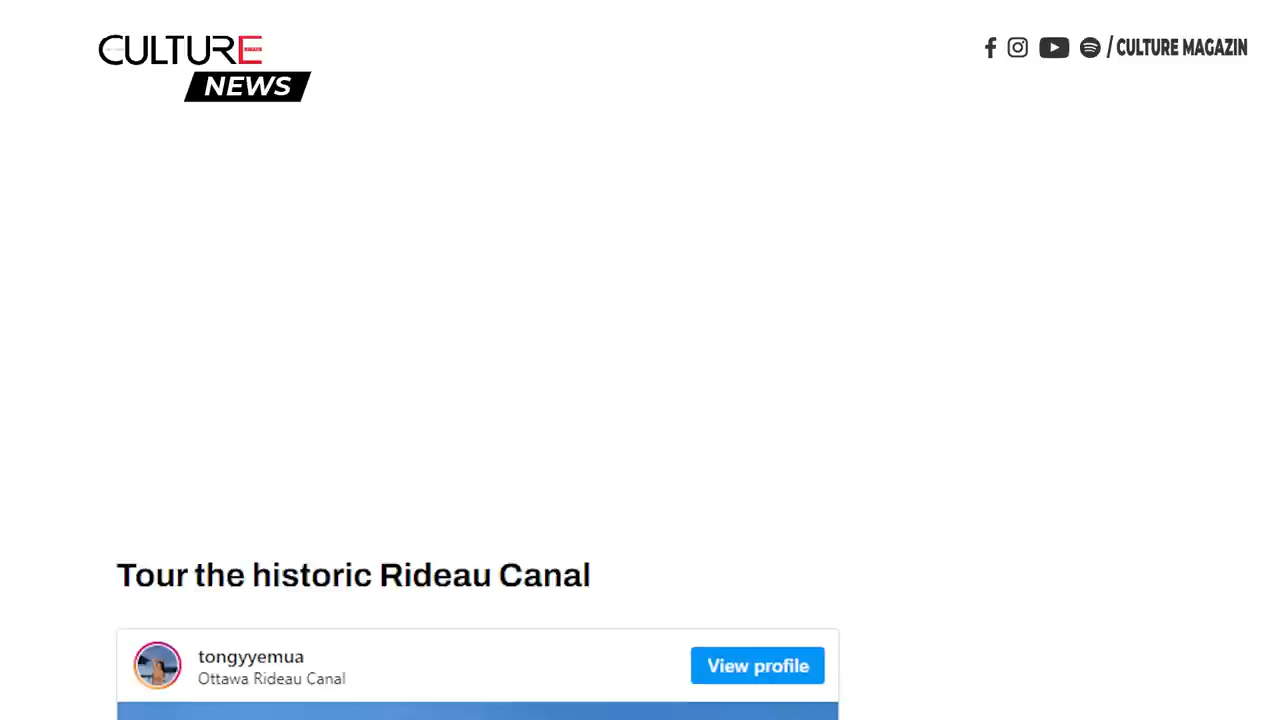 CULTURE
NEWS
/ CULTURE MAGAZIN
Tour the historic Rideau Canal
tongyyemua
Ottawa Rideau Canal
View profile